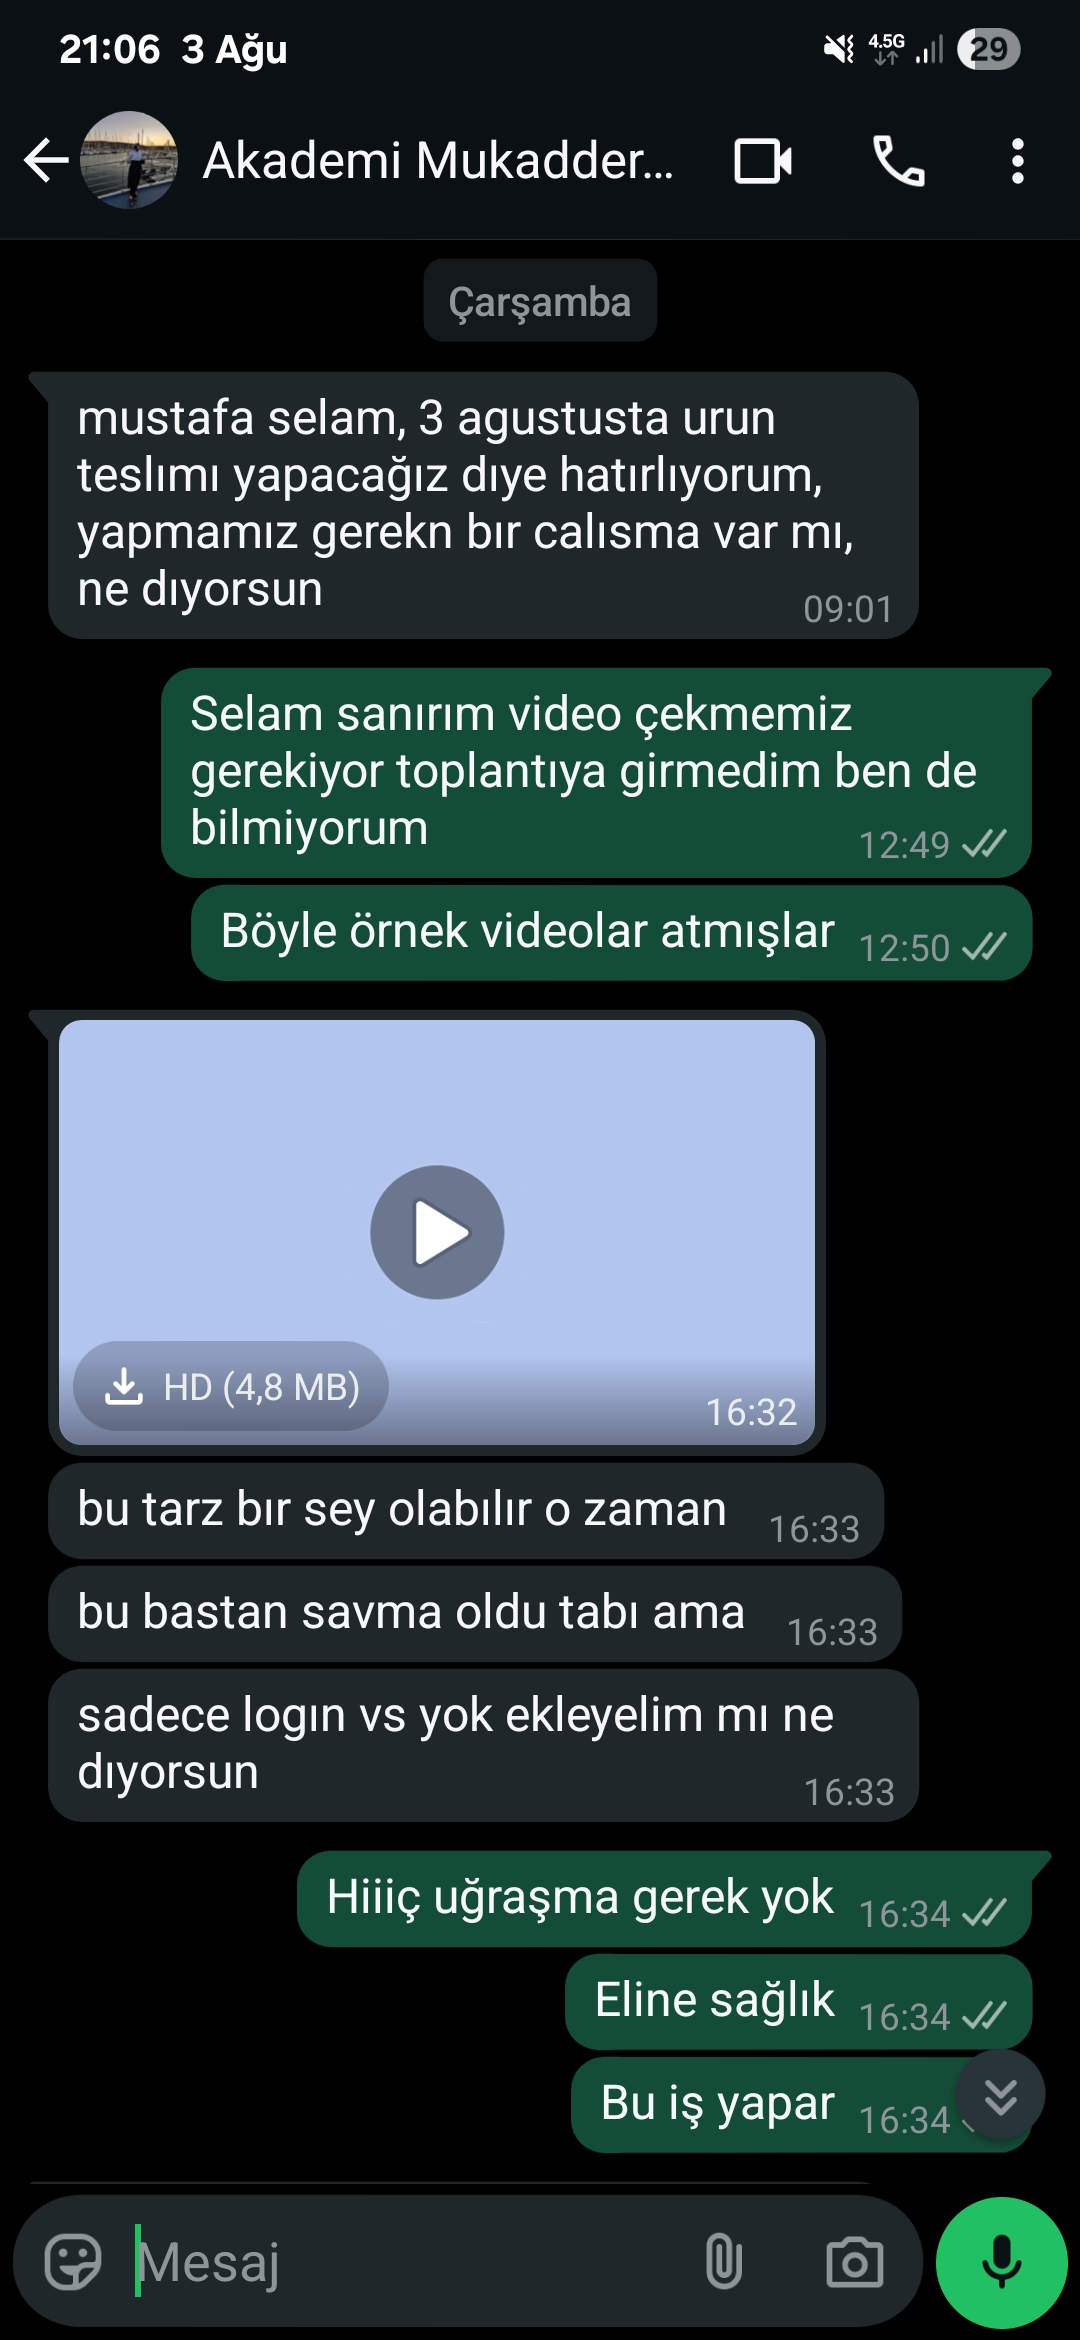 21:06 3 Ağu
4.5G
29
Akademi Mukadder...
Çarşamba
mustafa selam, 3 agustusta urun
teslımı yapacağız dıye hatırlıyorum,
yapmamız gerekn bır calısma var mı,
ne dıyorsun
09:01
Selam sanırım video çekmemiz
gerekiyor toplantıya girmedim ben de
bilmiyorum
12:49
Böyle örnek videolar atmışlar
12:50
HD (4,8 MB)
16:32
bu tarz bır sey olabılır o zaman
16:33
bu bastan savma oldu tabı ama
16:33
sadece logın vs yok ekleyelim mı ne
dıyorsun
16:33
Hiiiç uğraşma gerek yok
16:34
Eline sağlık
16:34
Bu iş yapar
16:34
Mesaj